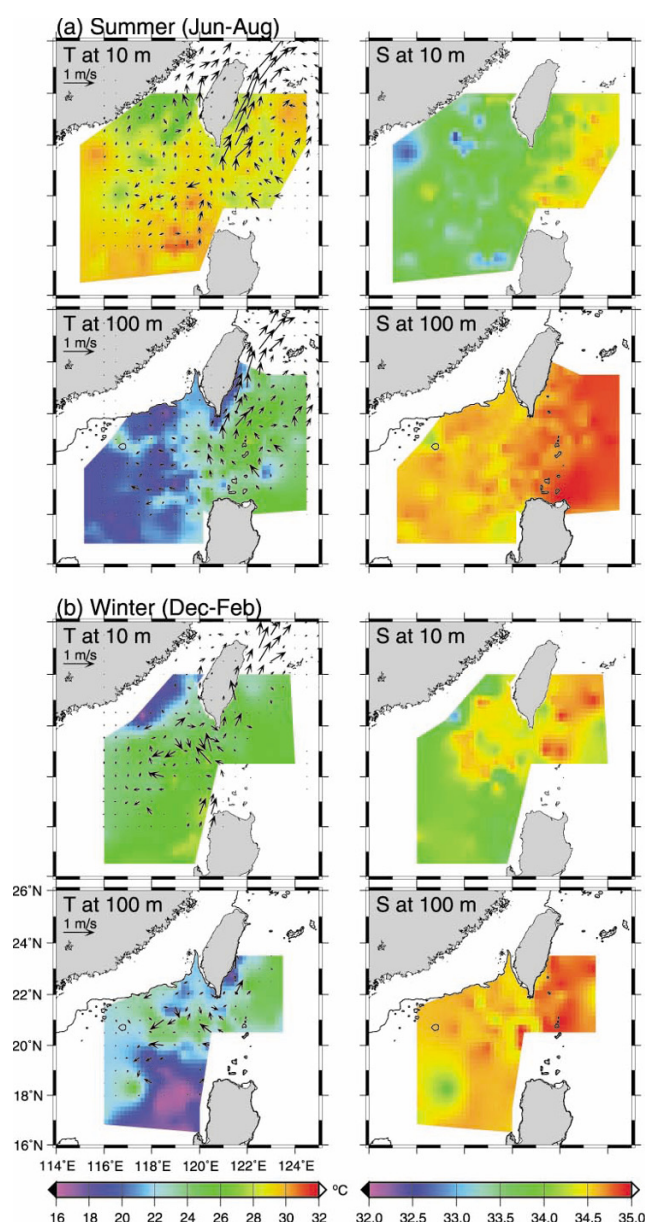 (a) Summer (Jun-Aug)
T at 10 m
1 m/s
S at 10 m
T at 100 m
1 m/s
S at 100 m
(b) Winter (Dec-Feb)
T at 10 m
1 m/s
S at 10 m
26°N
T at 100 m
1 m/s
S at 100 m
24°N
22°N
20°N
18°N
16°N
114°E 116°E 118°E 120°E 122°E 124°E
ºC
16 18 20 22 24 26 28 30 32
32.0 32.5 33.0 33.5 34.0 34.5 35.0